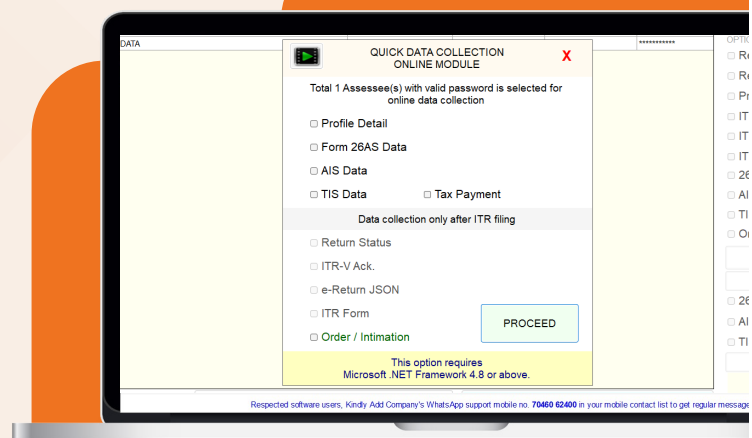 DATA
***********
QUICK DATA COLLECTION
ONLINE MODULE
X
Total 1 Assessee(s) with valid password is selected for
online data collection
Profile Detail
Form 26AS Data
AIS Data
TIS Data
Tax Payment
Data collection only after ITR filing
Return Status
ITR-V Ack.
e-Return JSON
ITR Form
PROCEED
Order / Intimation
This option requires
Microsoft .NET Framework 4.8 or above.
Respected software users, Kindly Add Company's WhatsApp support mobile no. 70460 62400 in your mobile contact list to get regular message